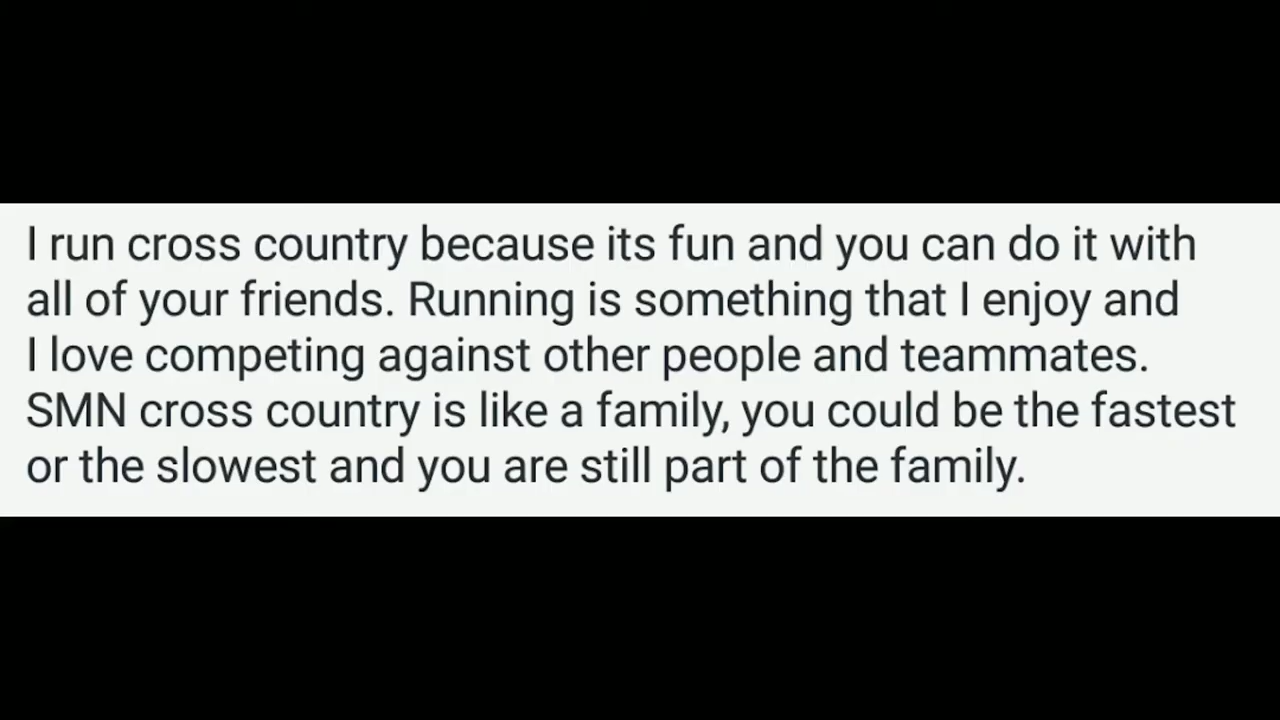 I run cross country because its fun and you can do it with
all of your friends. Running is something that I enjoy and
I love competing against other people and teammates.
SMN cross country is like a family, you could be the fastest
or the slowest and you are still part of the family.